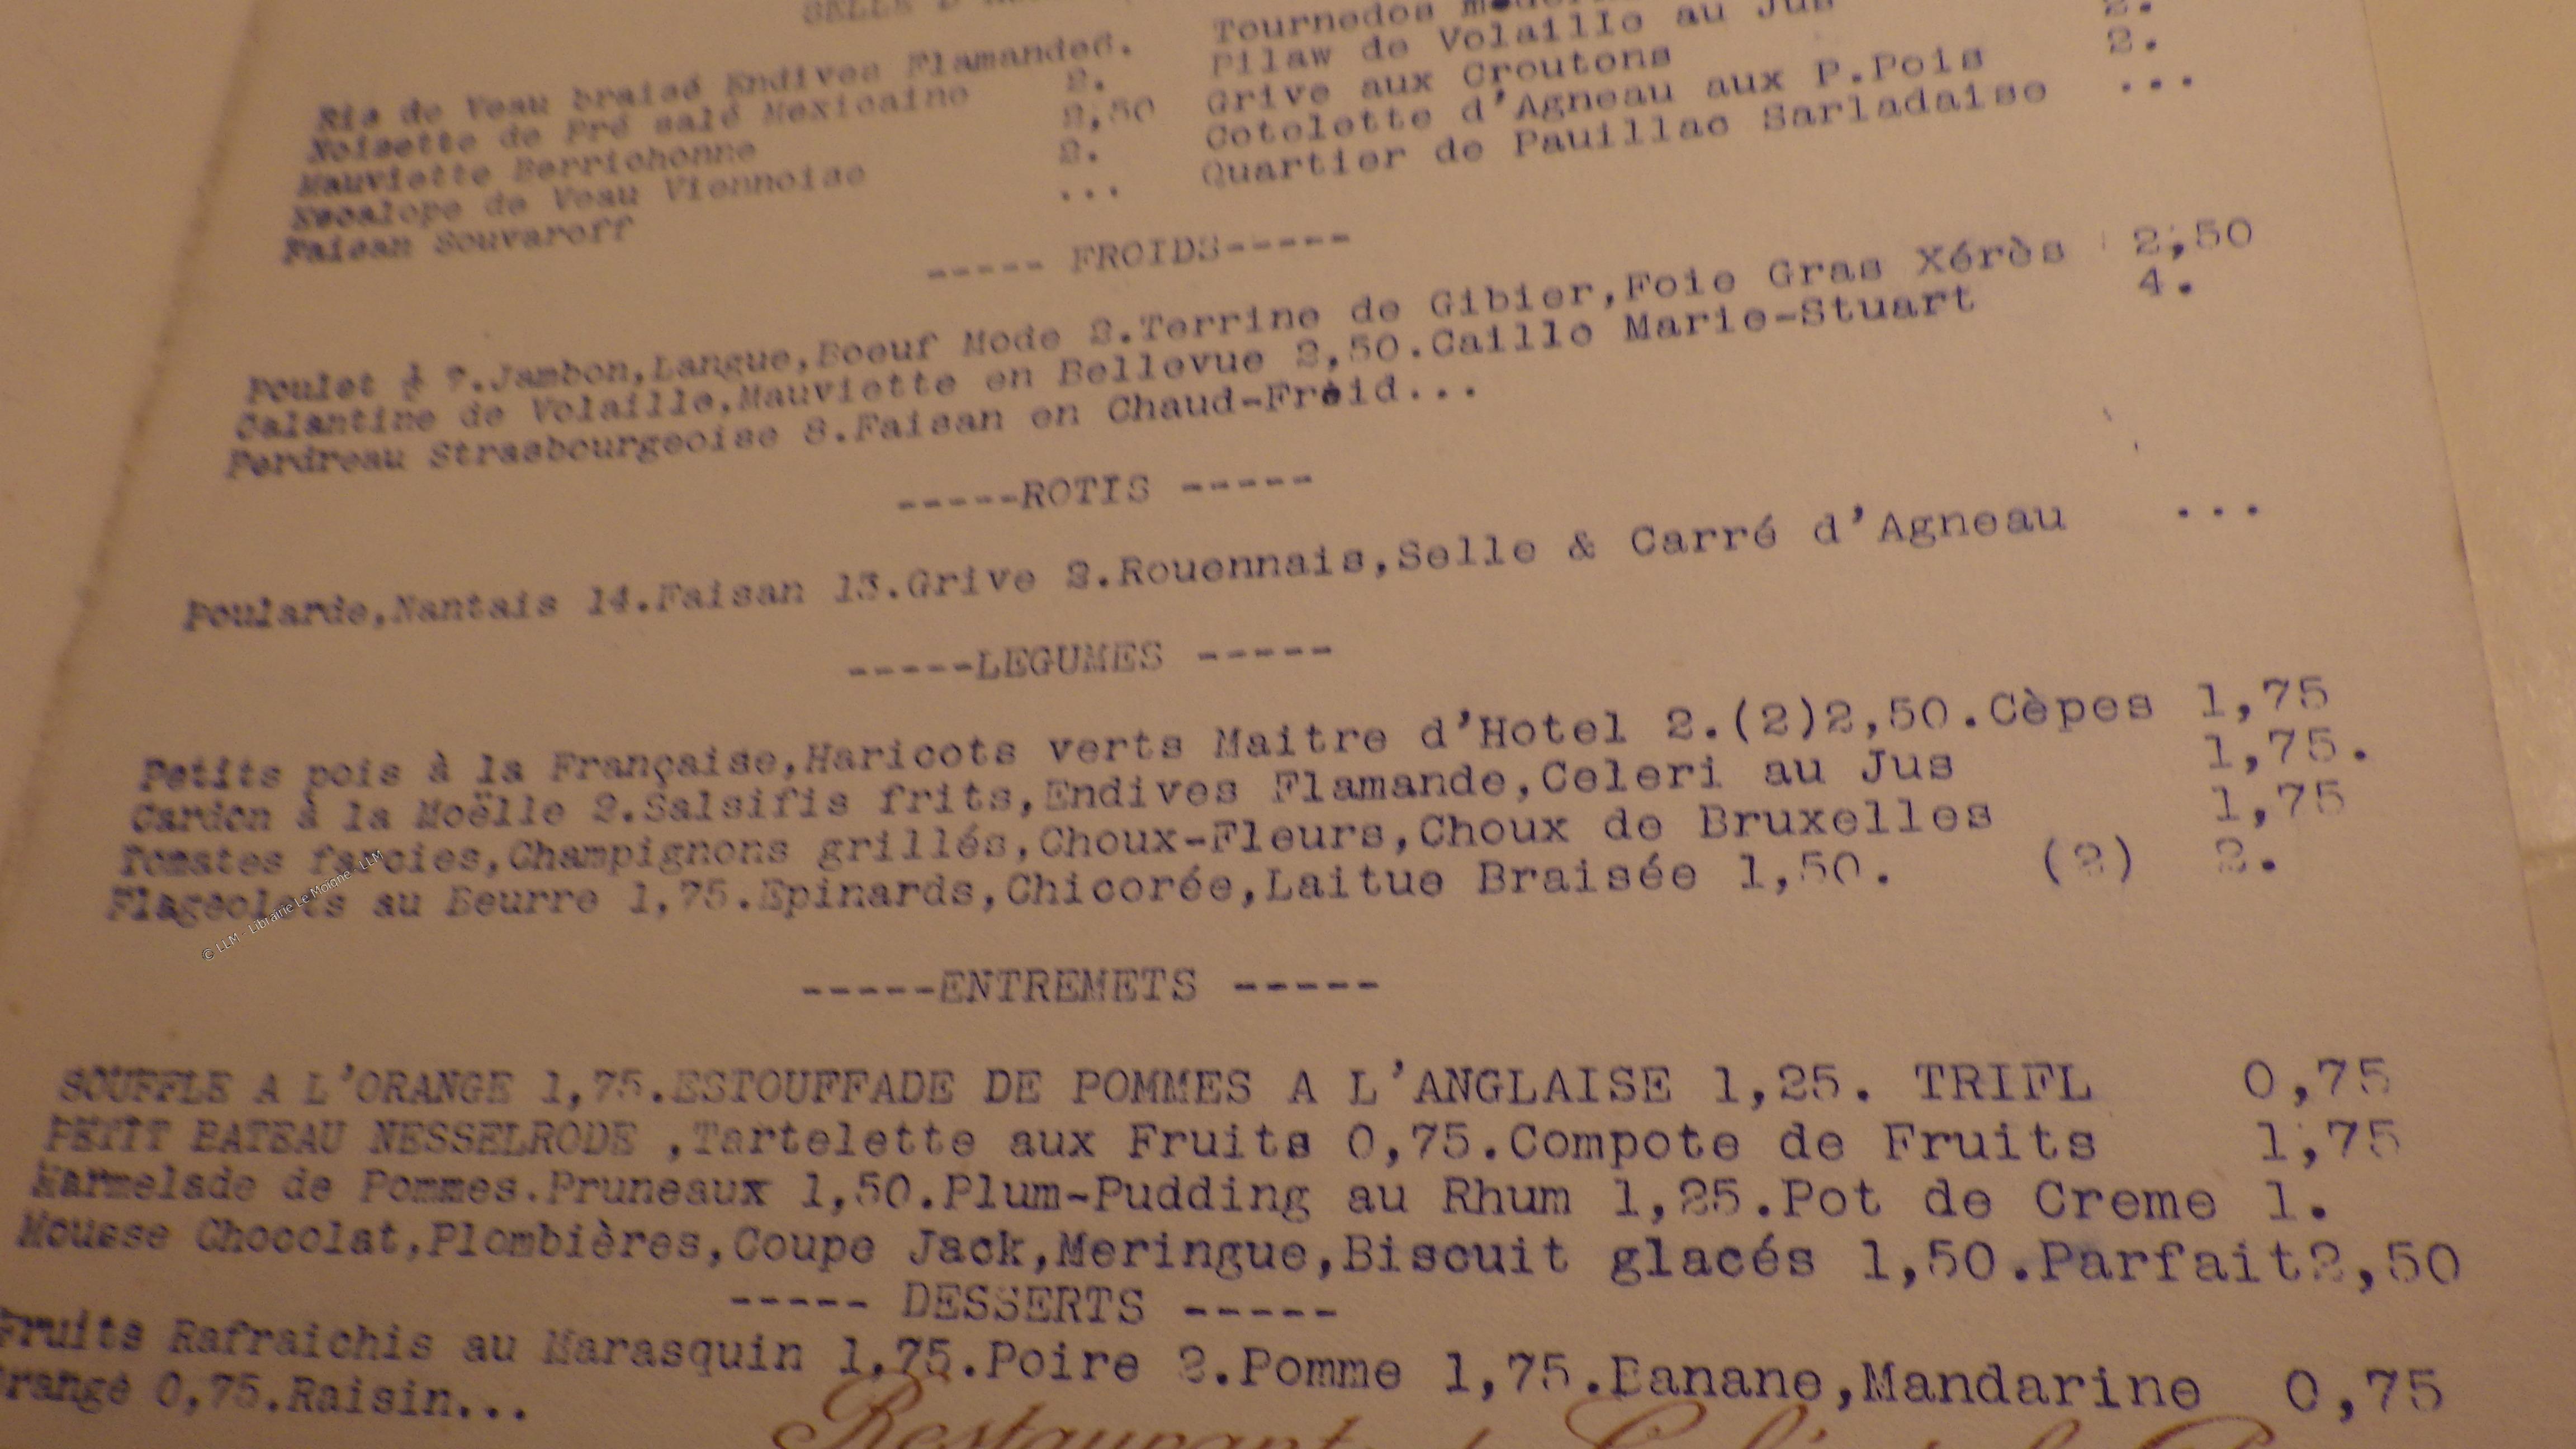 SELLE D'
Tournedos
Ris de Veau braisé Endives Flamandes.
Pilaw de Volaille au Jus 2.
Noisette de Pré salé Mexicaine 2.
Grive aux Croutons 2.
Mauviette Berrichonne 2,50
Cotelette d'Agneau aux P.Pois 2.
Escalope de Veau Viennoise 2.
Quartier de Pauillac Sarladaise ...
Faisan Souvaroff ...
----- FROIDS-----
Poulet ½ 7.Jambon,Langue,Boeuf Mode 2.Terrine de Gibier,Foie Gras Xérès 2,50
Galantine de Volaille,Mauviette en Bellevue 2,50.Caille Marie-Stuart 4.
Perdreau Strasbourgeoise 8.Faisan en Chaud-Froid...
-----ROTIS -----
Poularde,Nantais 14.Faisan 13.Grive 2.Rouennais,Selle & Carré d'Agneau ...
-----LEGUMES -----
Petits pois à la Française,Haricots verts Maitre d'Hotel 2.(2)2,50.Cèpes 1,75
Cardon à la Moëlle 2.Salsifis frits,Endives Flamande,Celeri au Jus 1,75.
Tomates farcies,Champignons grillés,Choux-Fleurs,Choux de Bruxelles 1,75
Flageolets au Beurre 1,75.Epinards,Chicorée,Laitue Braisée 1,50. (2) 2.
-----ENTREMETS -----
SOUFFLE A L'ORANGE 1,75.ESTOUFFADE DE POMMES A L'ANGLAISE 1,25. TRIFL 0,75
PETIT BATEAU NESSELRODE ,Tartelette aux Fruits 0,75.Compote de Fruits 1,75
Marmelade de Pommes.Pruneaux 1,50.Plum-Pudding au Rhum 1,25.Pot de Creme 1.
Mousse Chocolat,Plombières,Coupe Jack,Meringue,Biscuit glacés 1,50.Parfait2,50
----- DESSERTS -----
Fruits Rafraichis au Marasquin 1,75.Poire 2.Pomme 1,75.Banane,Mandarine 0,75
range 0,75.Raisin...
Restaurant
© LLM - Librairie Le Moigne - LLM